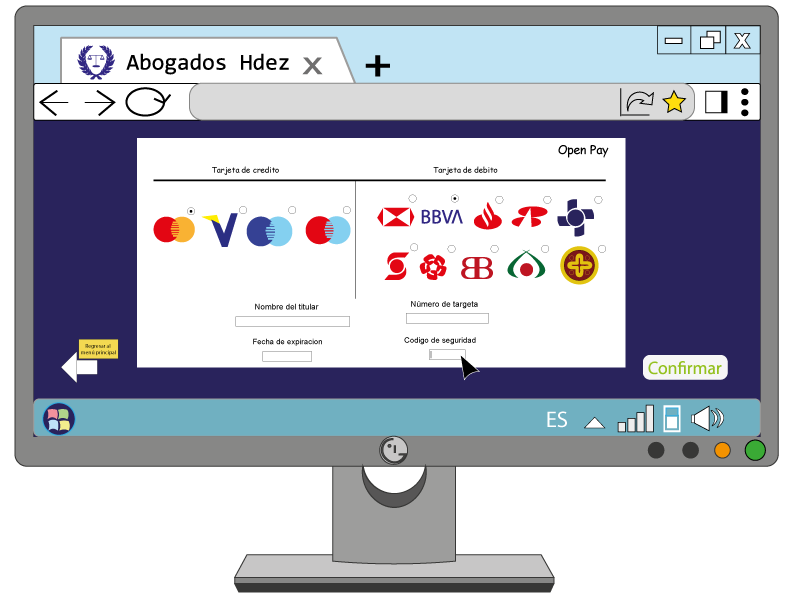 Abogados Hdez X
X
Open Pay
Tarjeta de credito
Tarjeta de debito
V
BBVA
Nombre del titular
Número de targeta
Fecha de expiracion
Codigo de seguridad
Regresar al
menú principal
Confirmar
ES